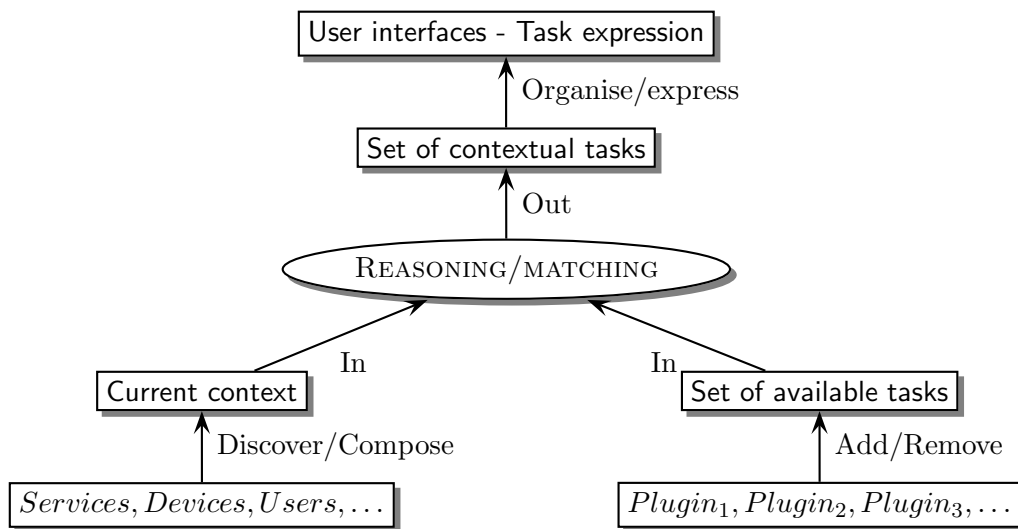 User interfaces - Task expression
Organise/express
Set of contextual tasks
Out
REASONING/MATCHING
In
In
Current context
Set of available tasks
Discover/Compose
Add/Remove
Services, Devices, Users, ...
Plugin₁, Plugin₂, Plugin₃, ...